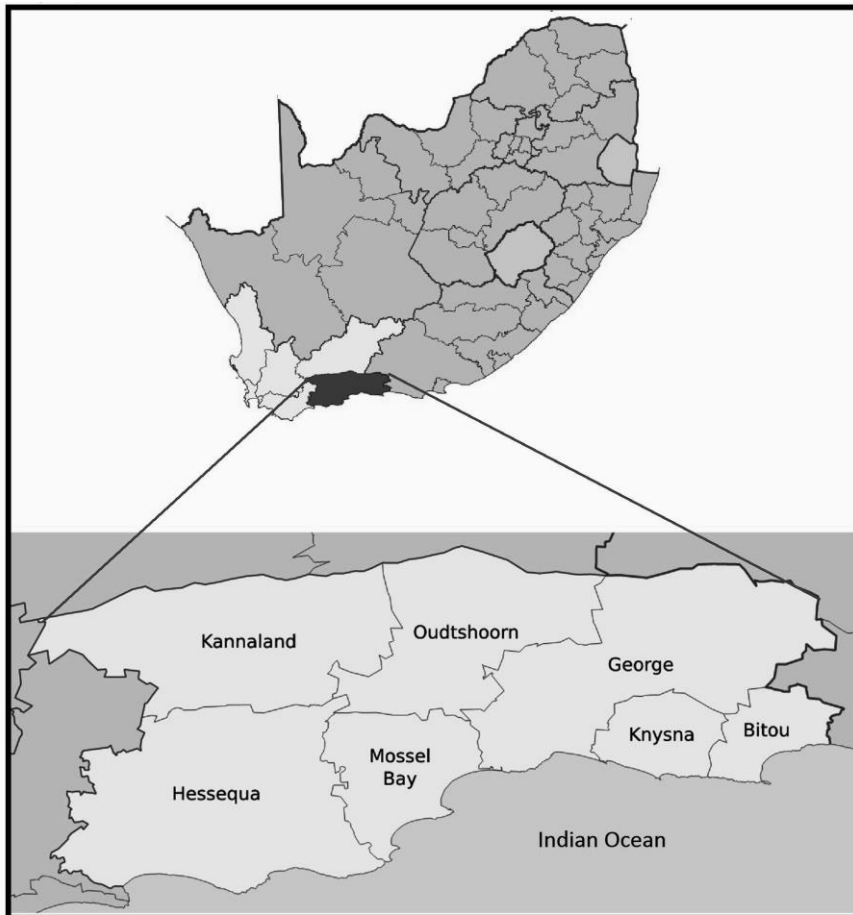 Kannaland
Oudtshoorn
George
Knysna
Bitou
Mossel
Bay
Hessequa
Indian Ocean